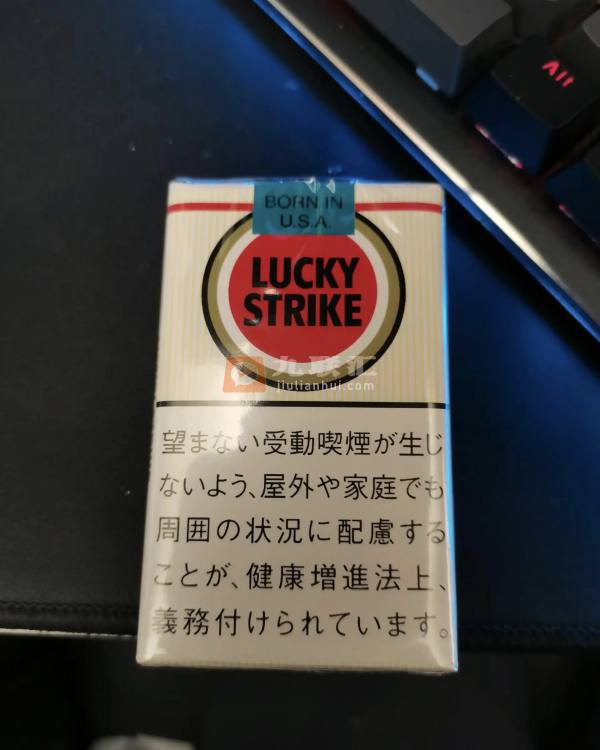 Alt
BORN IN
U.S.A.
LUCKY
STRIKE
九联汇
jiulianhui.com
望まない受動喫煙が生じ
ないよう、屋外や家庭でも
周囲の状況に配慮する
ことが、健康増進法上、
義務付けられています。